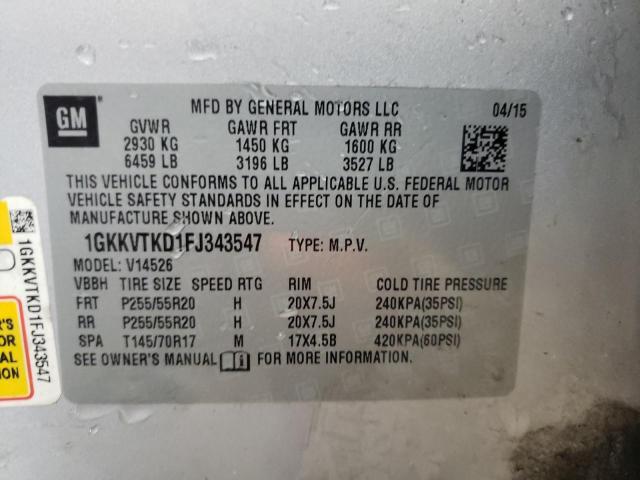 GM
MFD BY GENERAL MOTORS LLC 04/15
GVWR GAWR FRT GAWR RR
2930 KG 1450 KG 1600 KG
6459 LB 3196 LB 3527 LB
THIS VEHICLE CONFORMS TO ALL APPLICABLE U.S. FEDERAL MOTOR
VEHICLE SAFETY STANDARDS IN EFFECT ON THE DATE OF
MANUFACTURE SHOWN ABOVE.
1GKKVTKD1FJ343547 TYPE: M.P.V.
MODEL: V14526
VBBH TIRE SIZE SPEED RTG RIM COLD TIRE PRESSURE
FRT P255/55R20 H 20X7.5J 240KPA(35PSI)
RR P255/55R20 H 20X7.5J 240KPA(35PSI)
SPA T145/70R17 M 17X4.5B 420KPA(60PSI)
SEE OWNER'S MANUAL FOR MORE INFORMATION.
1GKKVTKD1FJ343547
R'S
FOR
AL
ION